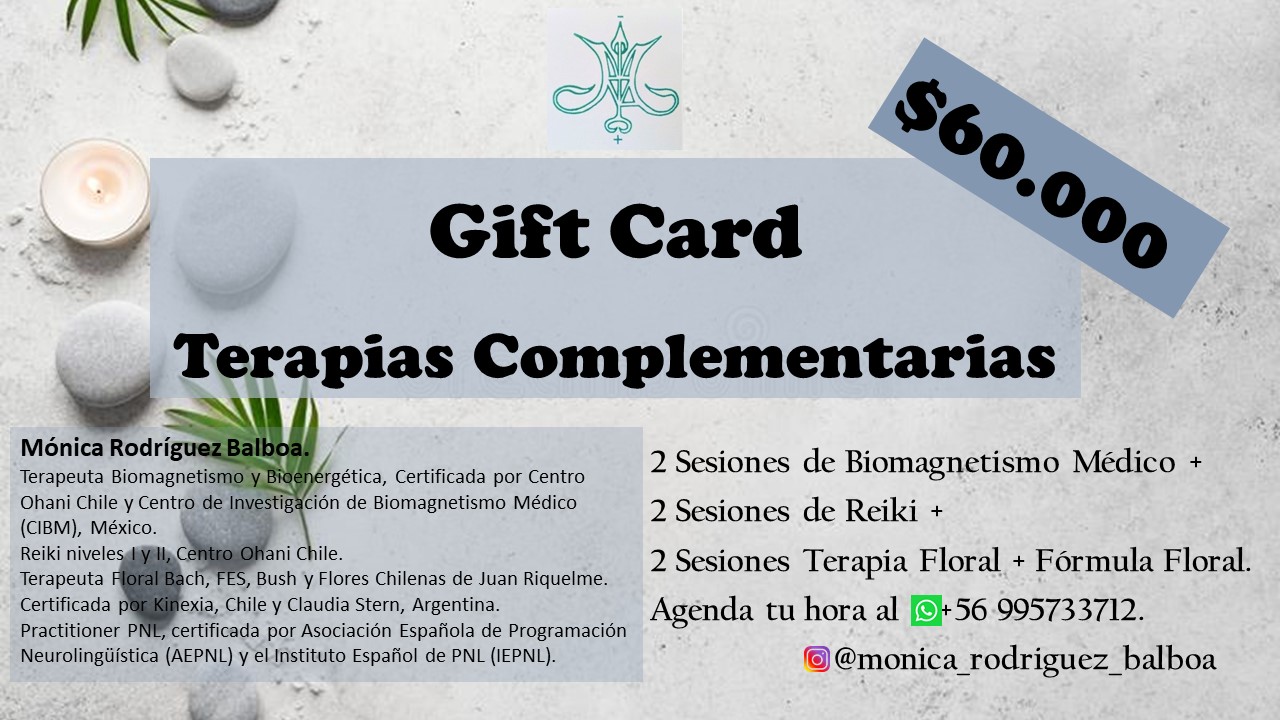 $60.000
Gift Card
Terapias Complementarias
Mónica Rodríguez Balboa.
Terapeuta Biomagnetismo y Bioenergética, Certificada por Centro
Ohani Chile y Centro de Investigación de Biomagnetismo Médico
(CIBM), México.
Reiki niveles I y II, Centro Ohani Chile.
Terapeuta Floral Bach, FES, Bush y Flores Chilenas de Juan Riquelme.
Certificada por Kinexia, Chile y Claudia Stern, Argentina.
Practitioner PNL, certificada por Asociación Española de Programación
Neurolingüística (AEPNL) y el Instituto Español de PNL (IEPNL).
2 Sesiones de Biomagnetismo Médico +
2 Sesiones de Reiki +
2 Sesiones Terapia Floral + Fórmula Floral.
Agenda tu hora al +56 995733712.
@monica_rodriguez_balboa